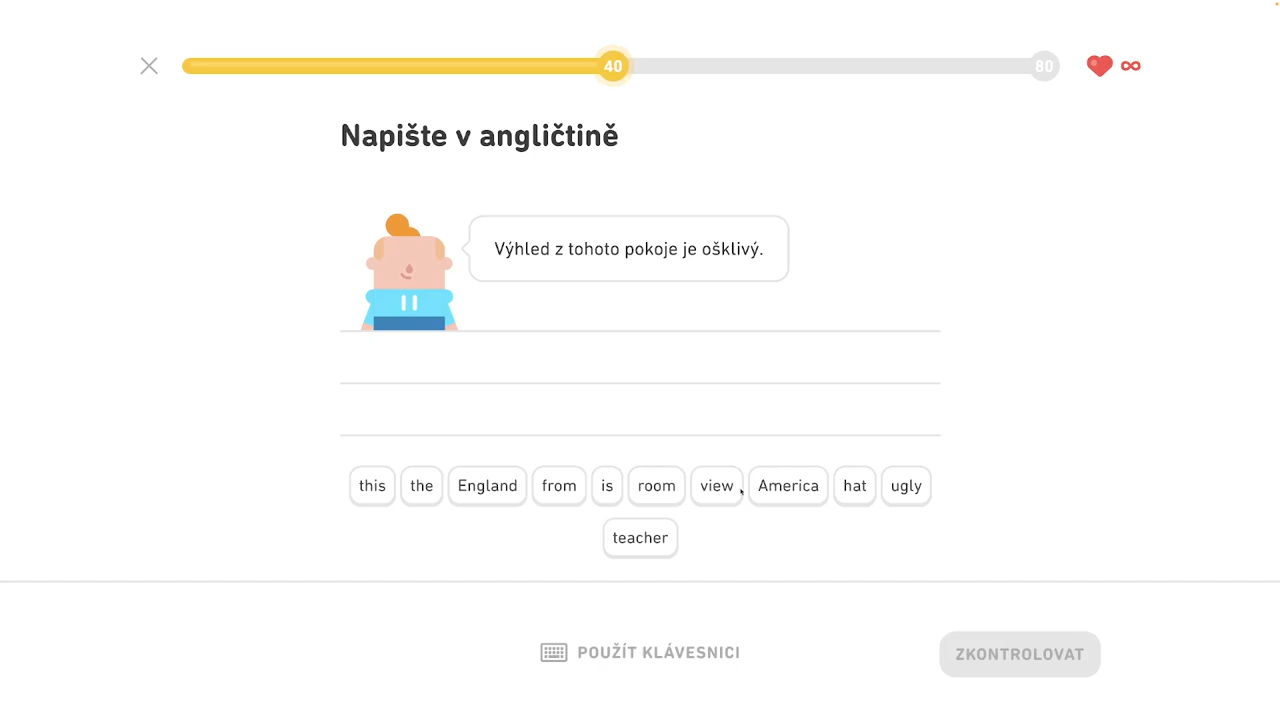 40
80
∞
Napište v angličtině
Výhled z tohoto pokoje je ošklivý.
this the England from is room view America hat ugly
teacher
POUŽÍT KLÁVESNICI
ZKONTROLOVAT